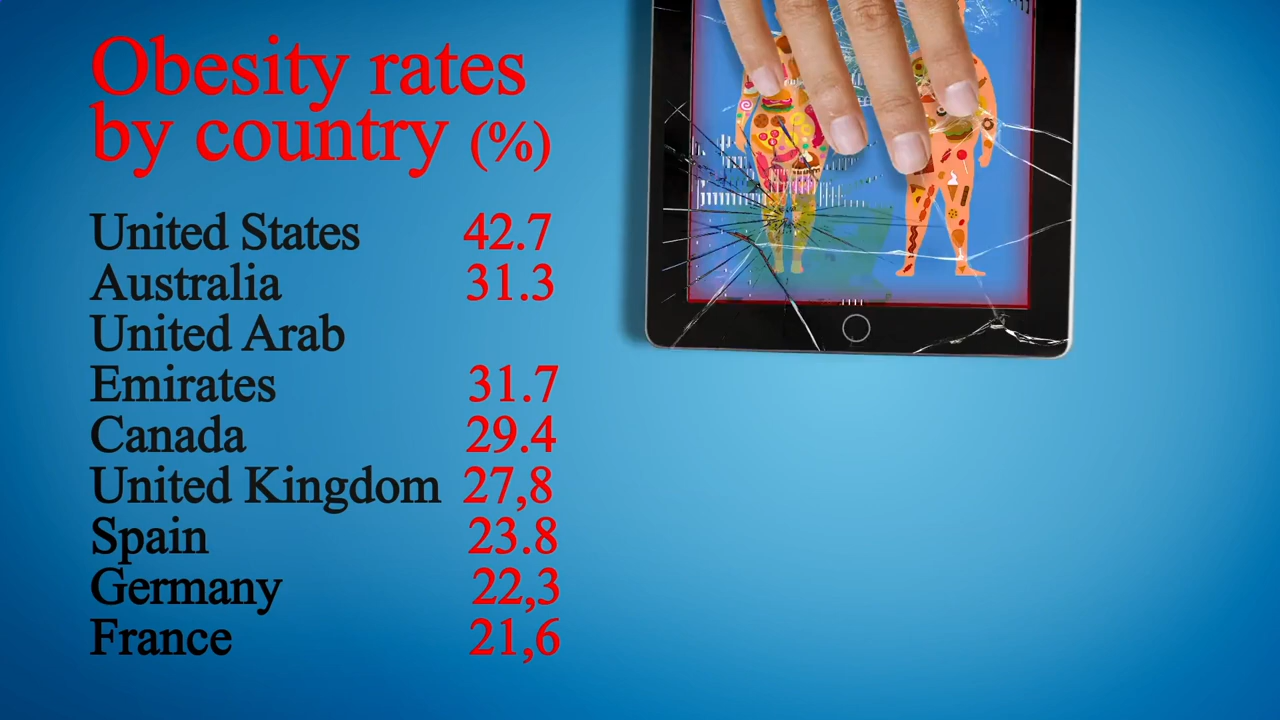 Obesity rates
by country (%)
United States 42.7
Australia 31.3
United Arab
Emirates 31.7
Canada 29.4
United Kingdom 27,8
Spain 23.8
Germany 22,3
France 21,6